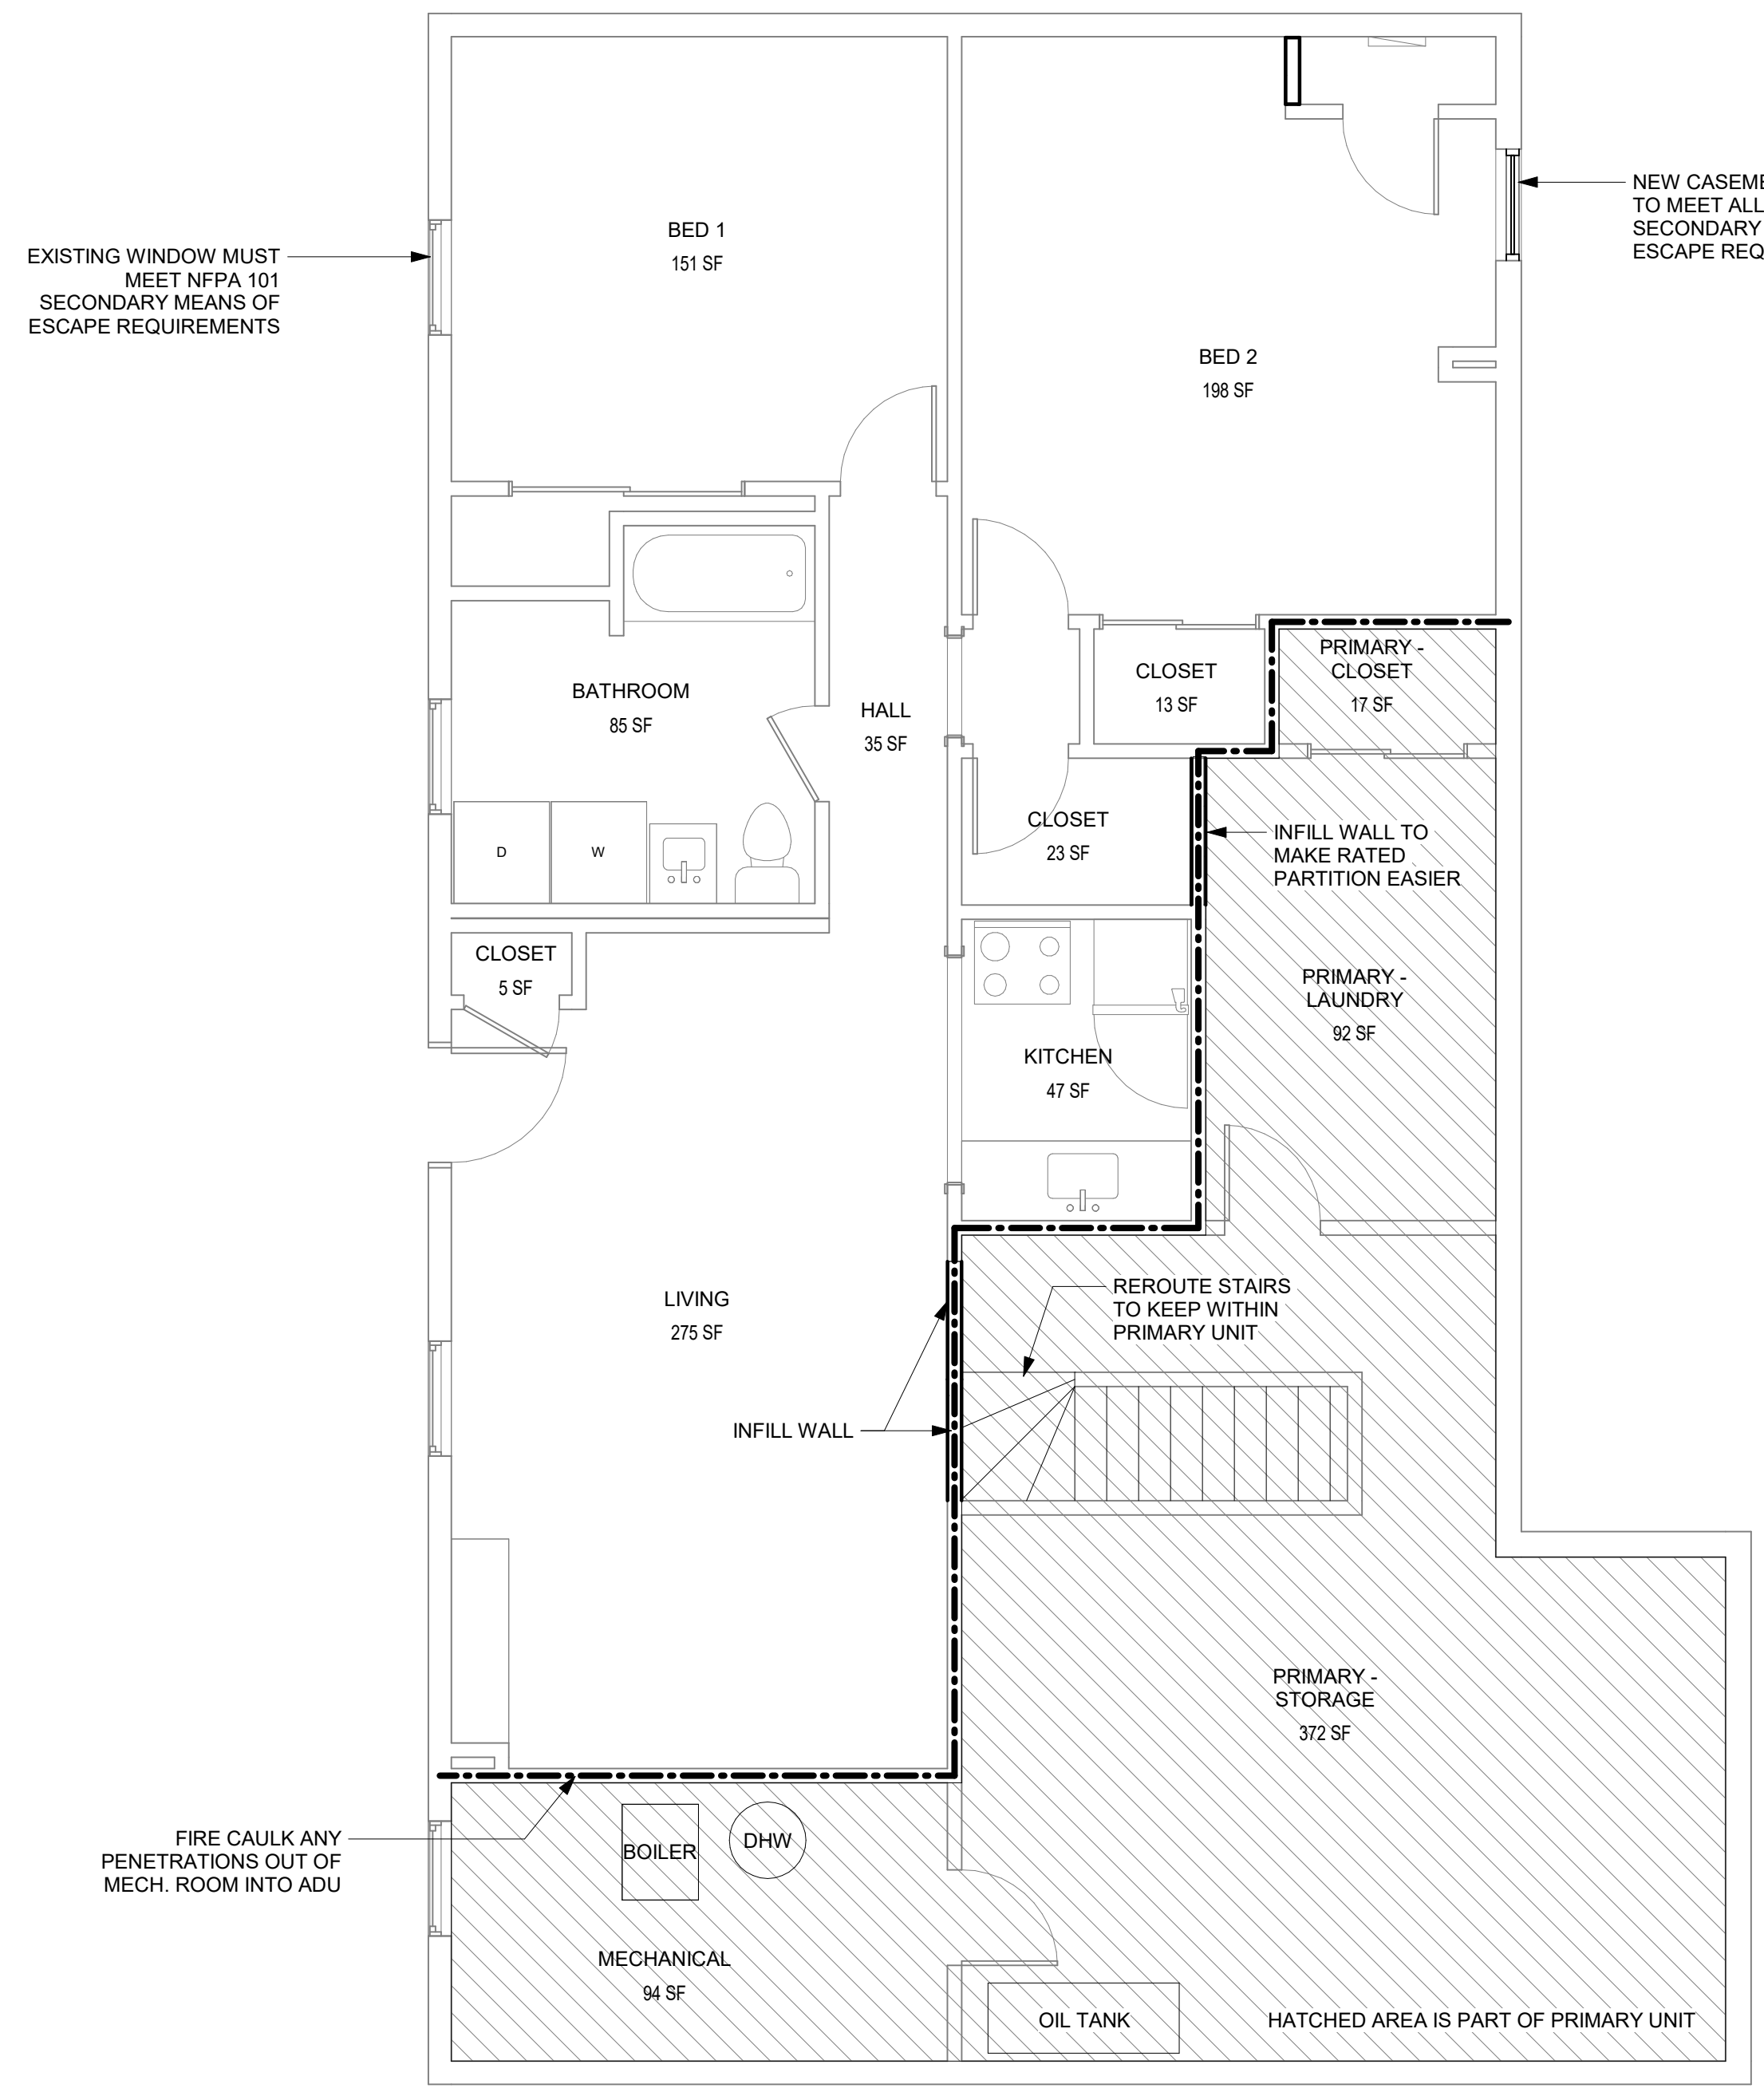 NEW CASEME
TO MEET ALL
SECONDARY
ESCAPE REQ
BED 1
151 SF
EXISTING WINDOW MUST
MEET NFPA 101
SECONDARY MEANS OF
ESCAPE REQUIREMENTS
BED 2
198 SF
PRIMARY -
CLOSET
17 SF
CLOSET
13 SF
BATHROOM
85 SF
HALL
35 SF
D
W
CLOSET
23 SF
INFILL WALL TO
MAKE RATED
PARTITION EASIER
CLOSET
5 SF
PRIMARY -
LAUNDRY
92 SF
KITCHEN
47 SF
LIVING
275 SF
REROUTE STAIRS
TO KEEP WITHIN
PRIMARY UNIT
INFILL WALL
PRIMARY -
STORAGE
372 SF
FIRE CAULK ANY
PENETRATIONS OUT OF
MECH. ROOM INTO ADU
BOILER
DHW
MECHANICAL
94 SF
OIL TANK
HATCHED AREA IS PART OF PRIMARY UNIT